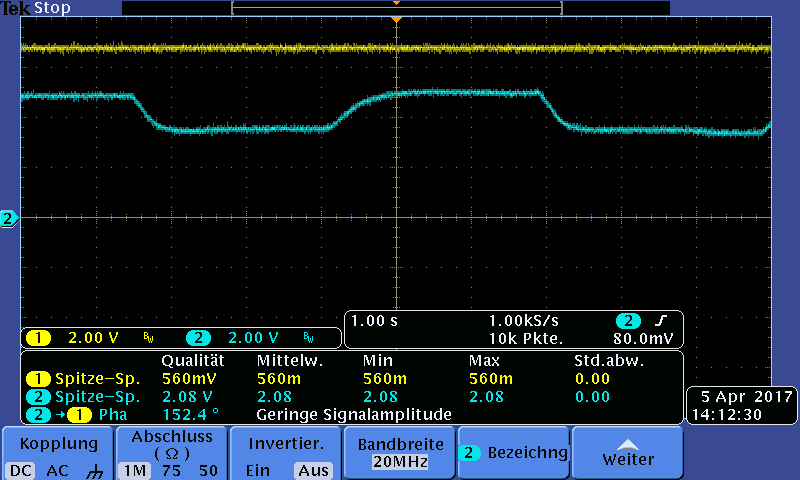 Tek Stop
2
1 2.00 V BW 2 2.00 V BW
1.00 s 1.00kS/s 2
10k Pkte. 80.0mV
Qualität Mittelw. Min Max Std.abw.
1 Spitze-Sp. 560mV 560m 560m 560m 0.00
2 Spitze-Sp. 2.08 V 2.08 2.08 2.08 0.00
2 → 1 Pha 152.4 ° Geringe Signalamplitude
5 Apr 2017
14:12:30
Kopplung
DC AC
Abschluss
(Ω)
1M 75 50
Invertier.
Ein Aus
Bandbreite
20MHz
2 Bezeichng
Weiter